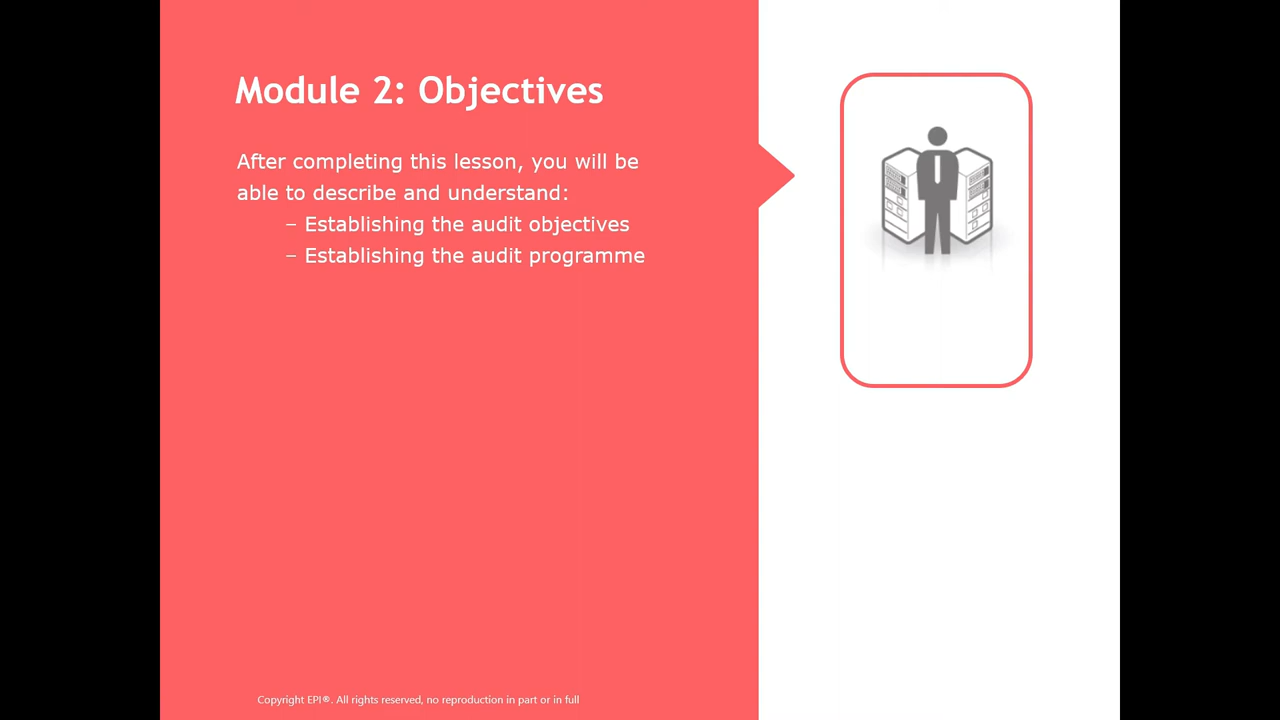 Module 2: Objectives
After completing this lesson, you will be
able to describe and understand:
– Establishing the audit objectives
– Establishing the audit programme
Copyright EPI®. All rights reserved, no reproduction in part or in full